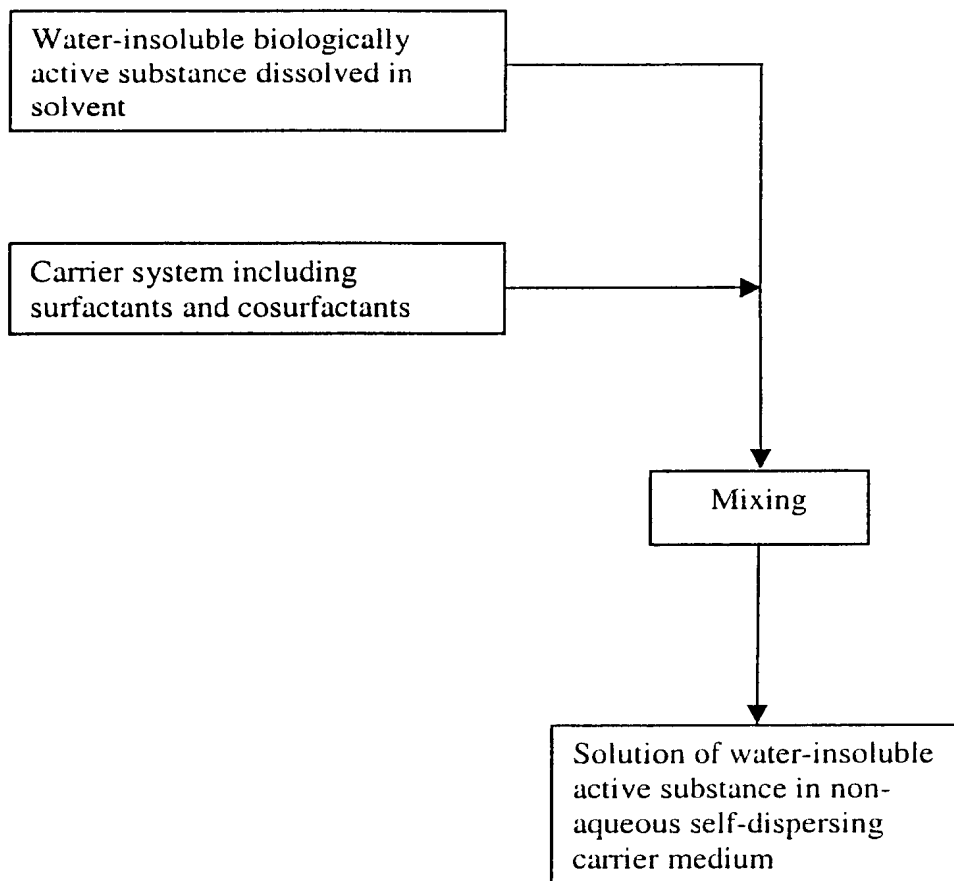 Water-insoluble biologically
active substance dissolved in
solvent
Carrier system including
surfactants and cosurfactants
Mixing
Solution of water-insoluble
active substance in non-
aqueous self-dispersing
carrier medium